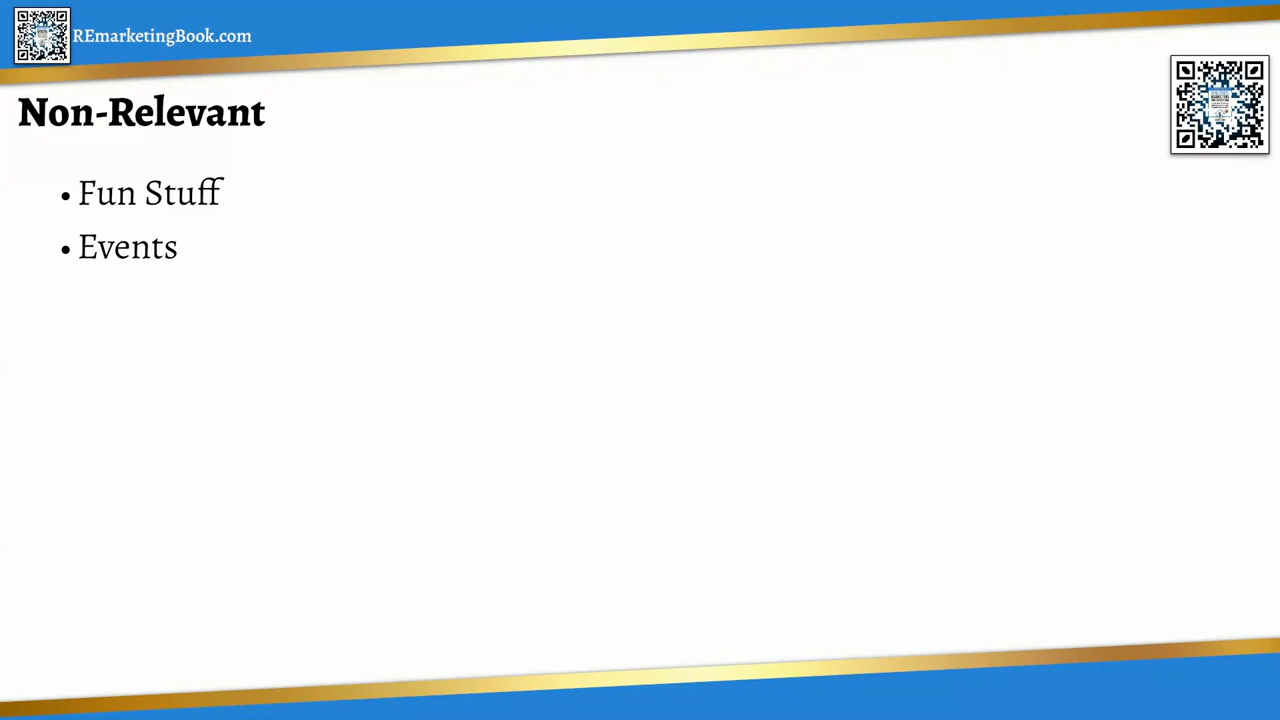 REmarketingBook.com
Non-Relevant
• Fun Stuff
• Events